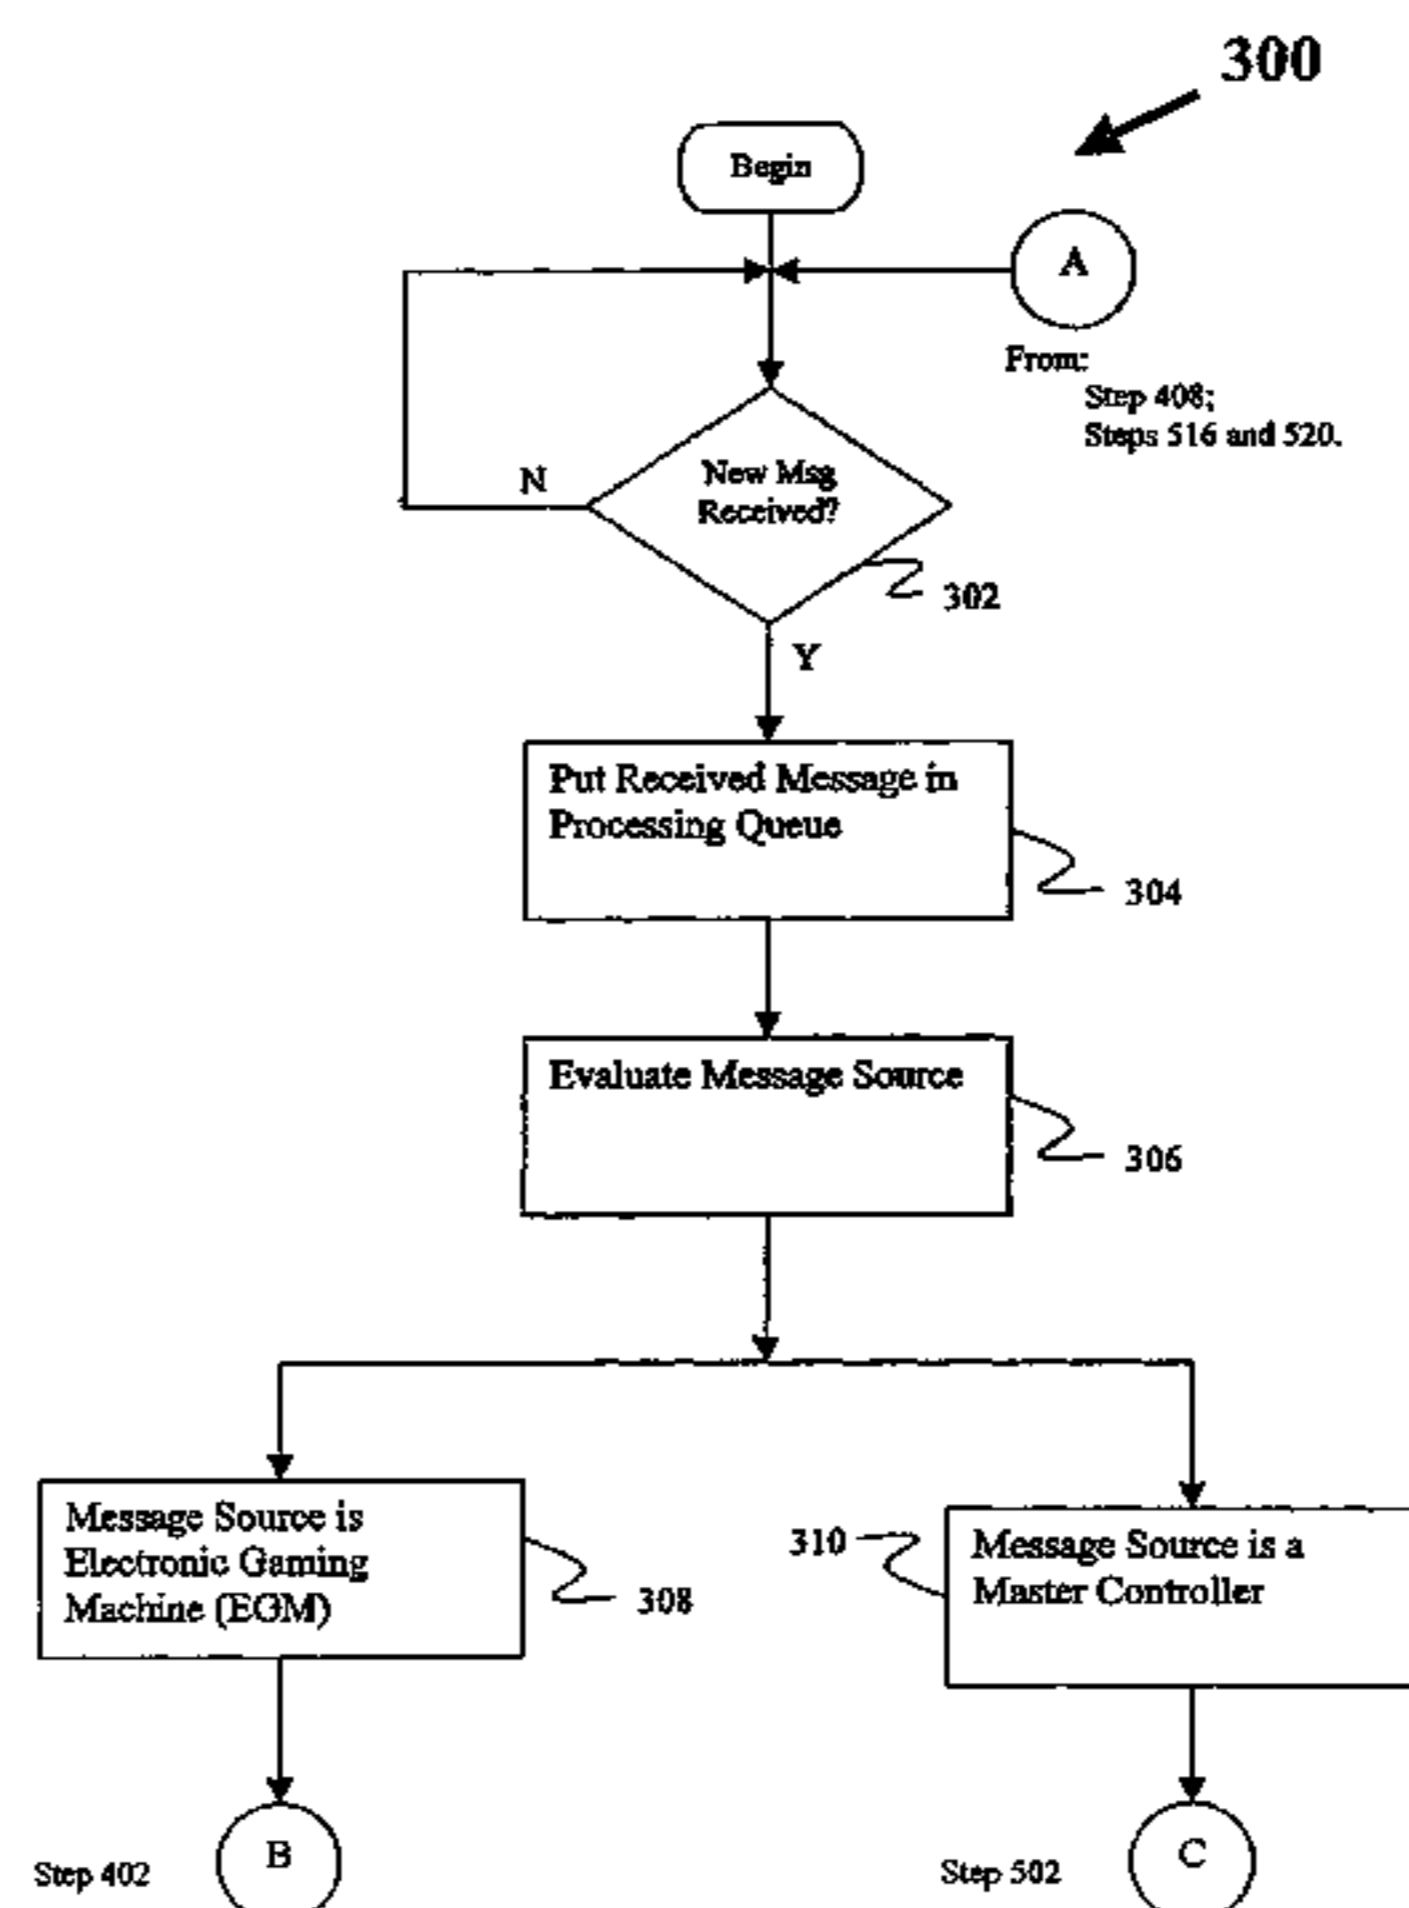 300
Begin
A
From:
Step 408;
Steps 516 and 520.
New Msg
Received?
N
302
Y
Put Received Message in
Processing Queue
304
Evaluate Message Source
306
Message Source is
Electronic Gaming
Machine (EGM)
308
310
Message Source is a
Master Controller
Step 402
B
Step 502
C